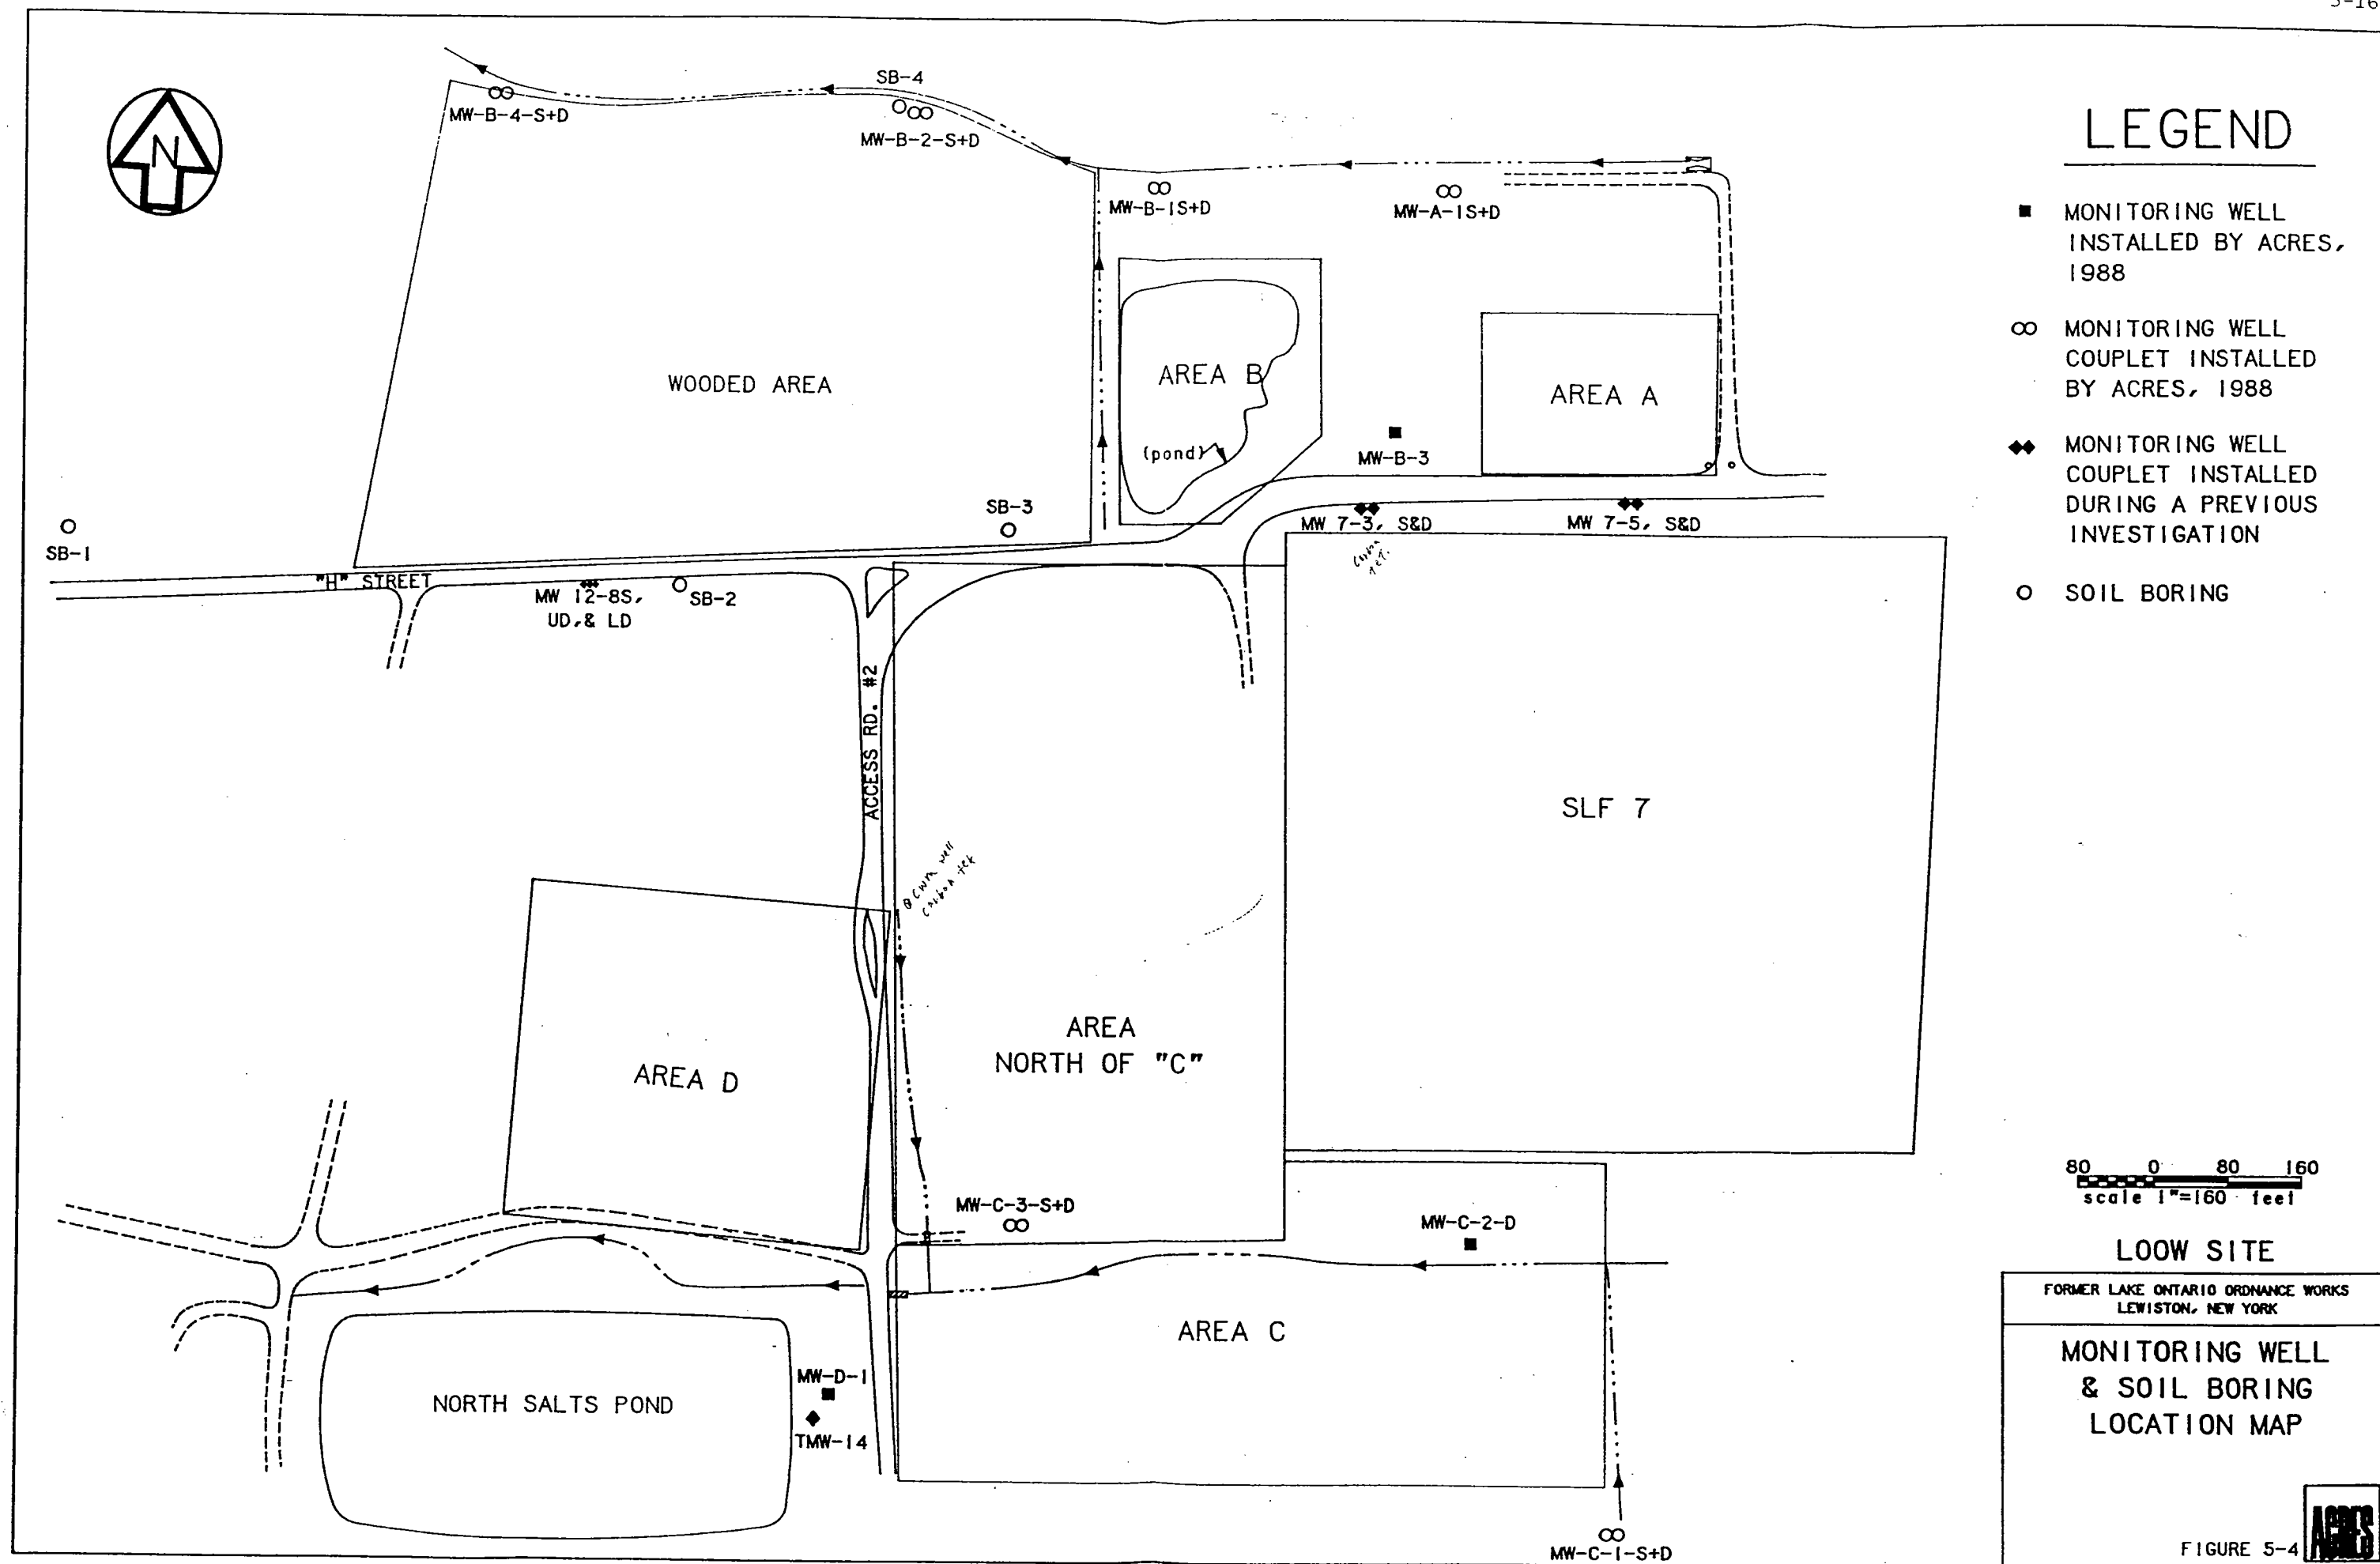 5-16
N
SB-4
MW-B-4-S+D
MW-B-2-S+D
MW-B-1S+D
MW-A-1S+D
WOODED AREA
AREA B
(pond)
AREA A
MW-B-3
SB-1
SB-3
MW 7-3, S&D
MW 7-5, S&D
"H" STREET
MW 12-8S,
UD,& LD
SB-2
ACCESS RD. #2
SLF 7
CWM well
carbon tet
AREA D
AREA
NORTH OF "C"
MW-C-3-S+D
MW-C-2-D
AREA C
NORTH SALTS POND
MW-D-1
TMW-14
MW-C-1-S+D
LEGEND
MONITORING WELL
INSTALLED BY ACRES,
1988
MONITORING WELL
COUPLET INSTALLED
BY ACRES, 1988
MONITORING WELL
COUPLET INSTALLED
DURING A PREVIOUS
INVESTIGATION
SOIL BORING
80 0 80 160
scale 1"=160 feet
LOOW SITE
FORMER LAKE ONTARIO ORDNANCE WORKS
LEWISTON, NEW YORK
MONITORING WELL
& SOIL BORING
LOCATION MAP
FIGURE 5-4
ACRES